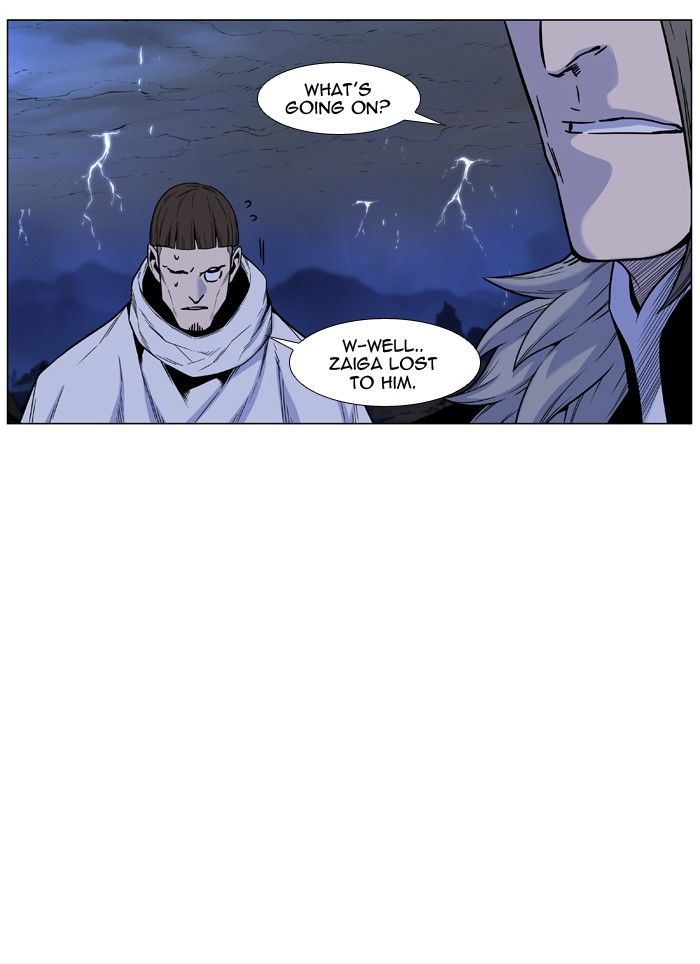 WHAT'S
GOING ON?
W-WELL..
ZAIGA LOST
TO HIM.
??